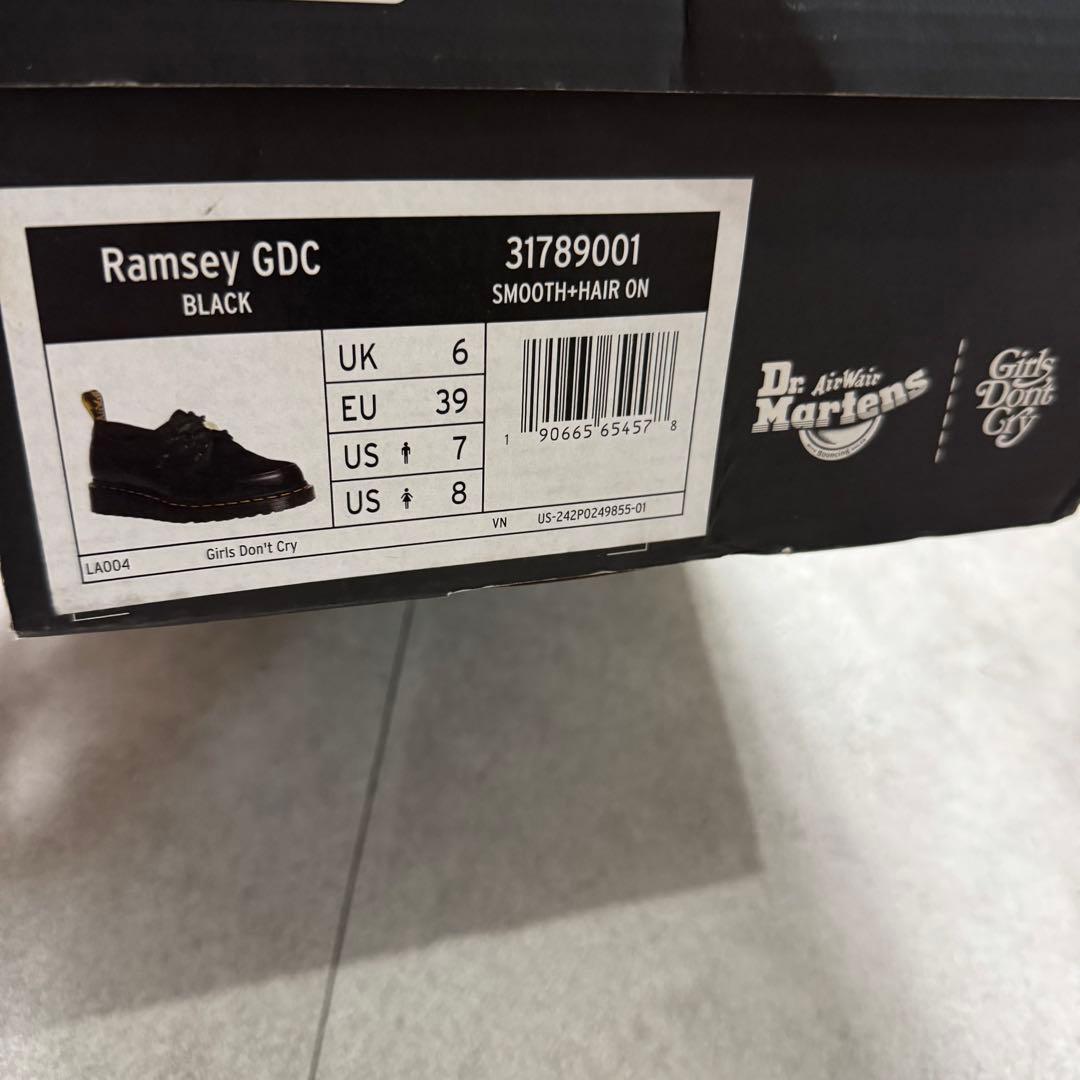 Ramsey GDC
BLACK
31789001
SMOOTH+HAIR ON
UK 6
EU 39
US 7
US 8
1 90665 65457 8
VN US-242P0249855-01
LA004 Girls Don't Cry
Dr. AirWair
Martens
Girls
Don't
Cry